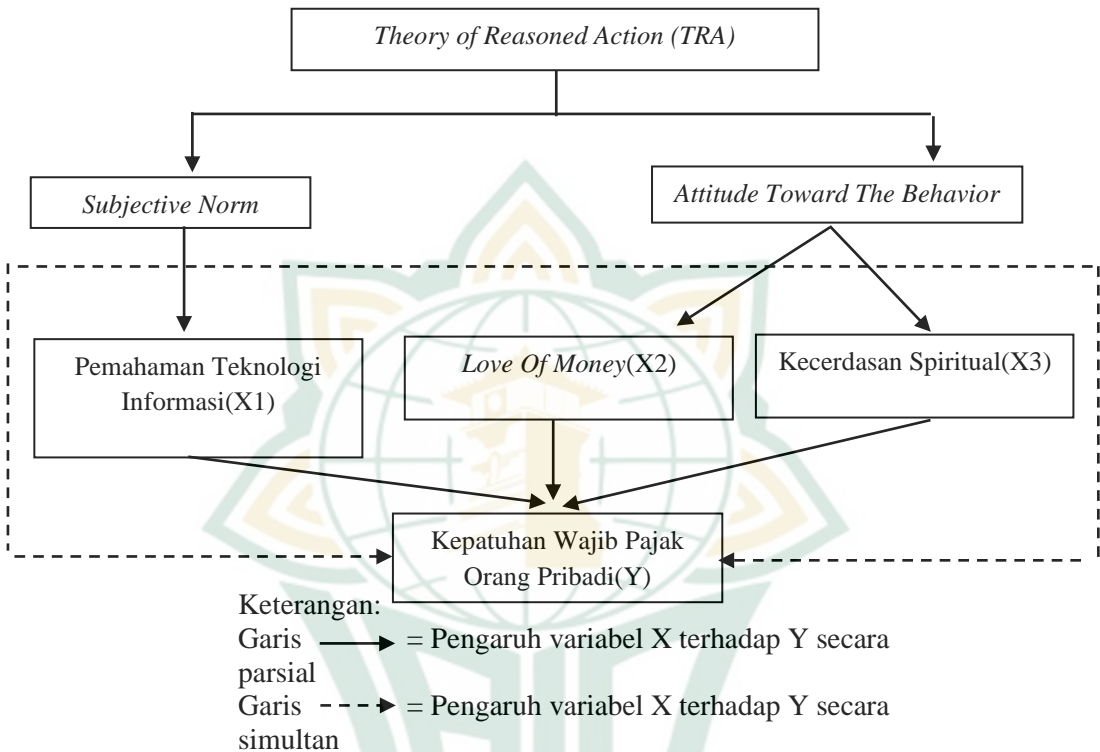 Theory of Reasoned Action (TRA)
Subjective Norm
Attitude Toward The Behavior
Pemahaman Teknologi
Informasi(X1)
Love Of Money(X2)
Kecerdasan Spiritual(X3)
Kepatuhan Wajib Pajak
Orang Pribadi(Y)
Keterangan:
Garis = Pengaruh variabel X terhadap Y secara
parsial
Garis = Pengaruh variabel X terhadap Y secara
simultan